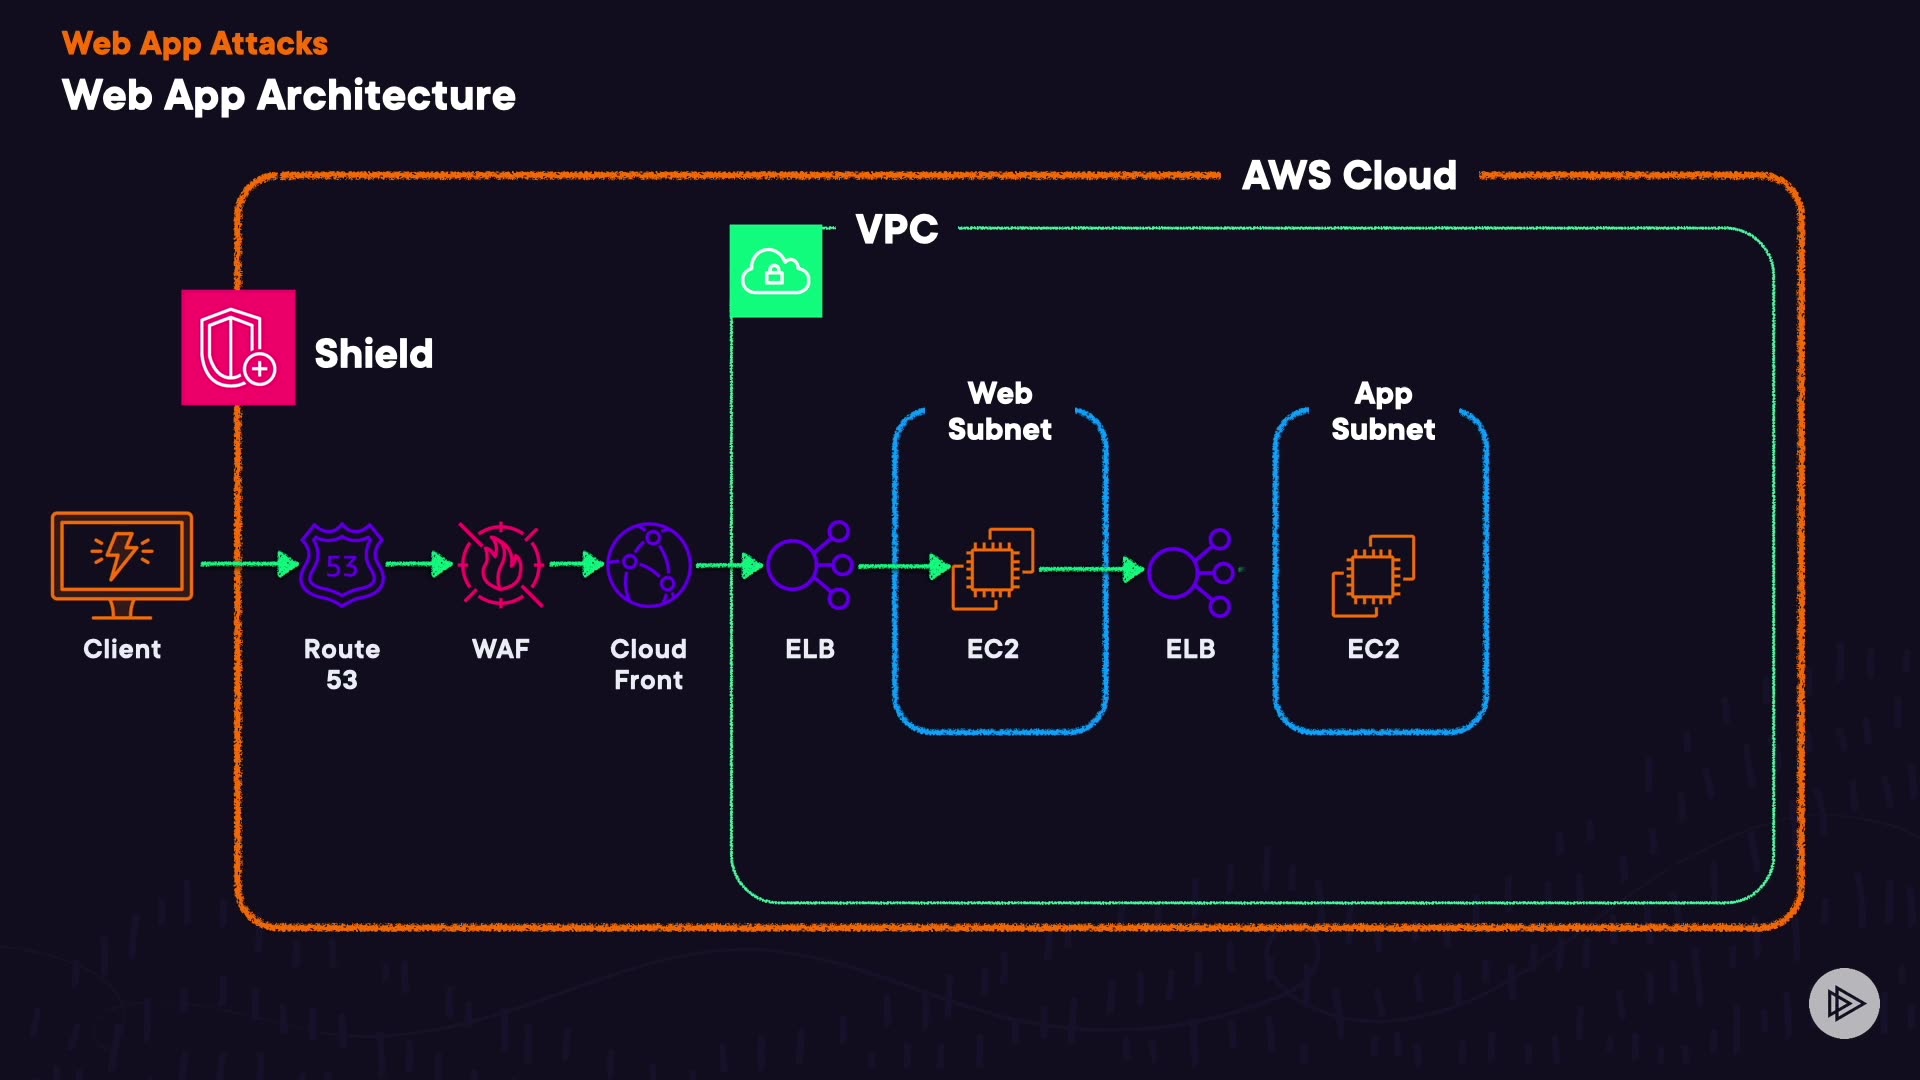 Web App Attacks
Web App Architecture
AWS Cloud
VPC
Shield
Web
Subnet
App
Subnet
53
Client
Route
53
WAF
Cloud
Front
ELB
EC2
ELB
EC2